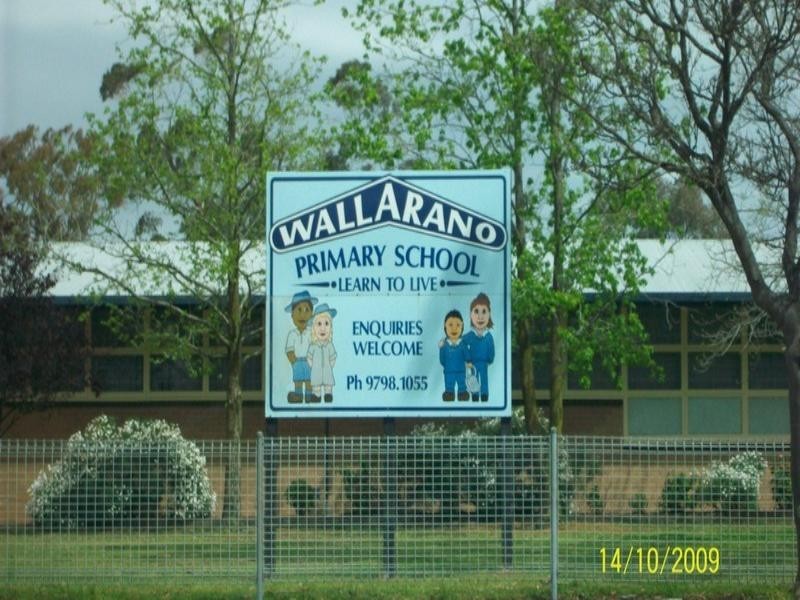 WALLARANO
PRIMARY SCHOOL
• LEARN TO LIVE •
ENQUIRIES
WELCOME
Ph 9798.1055
14/10/2009